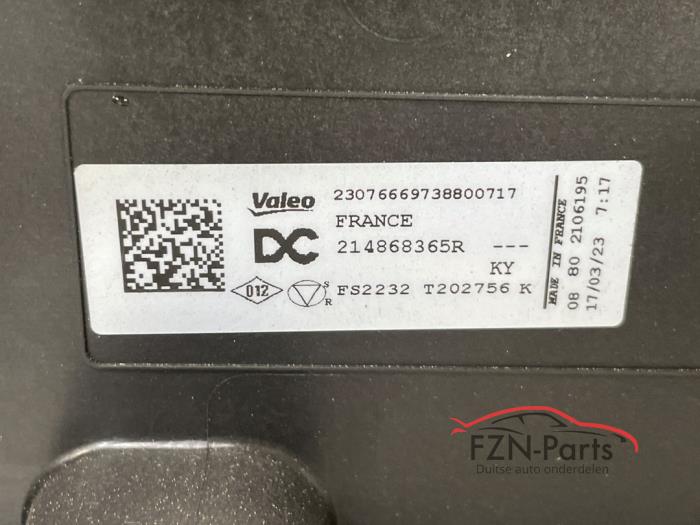 Valeo 23076669738800717
FRANCE
DC 214868365R ---
KY
D12 S R FS2232 T202756 K
MADE IN FRANCE
08 80 2106195
17/03/23 7:17
FZN-Parts
Duitse auto onderdelen